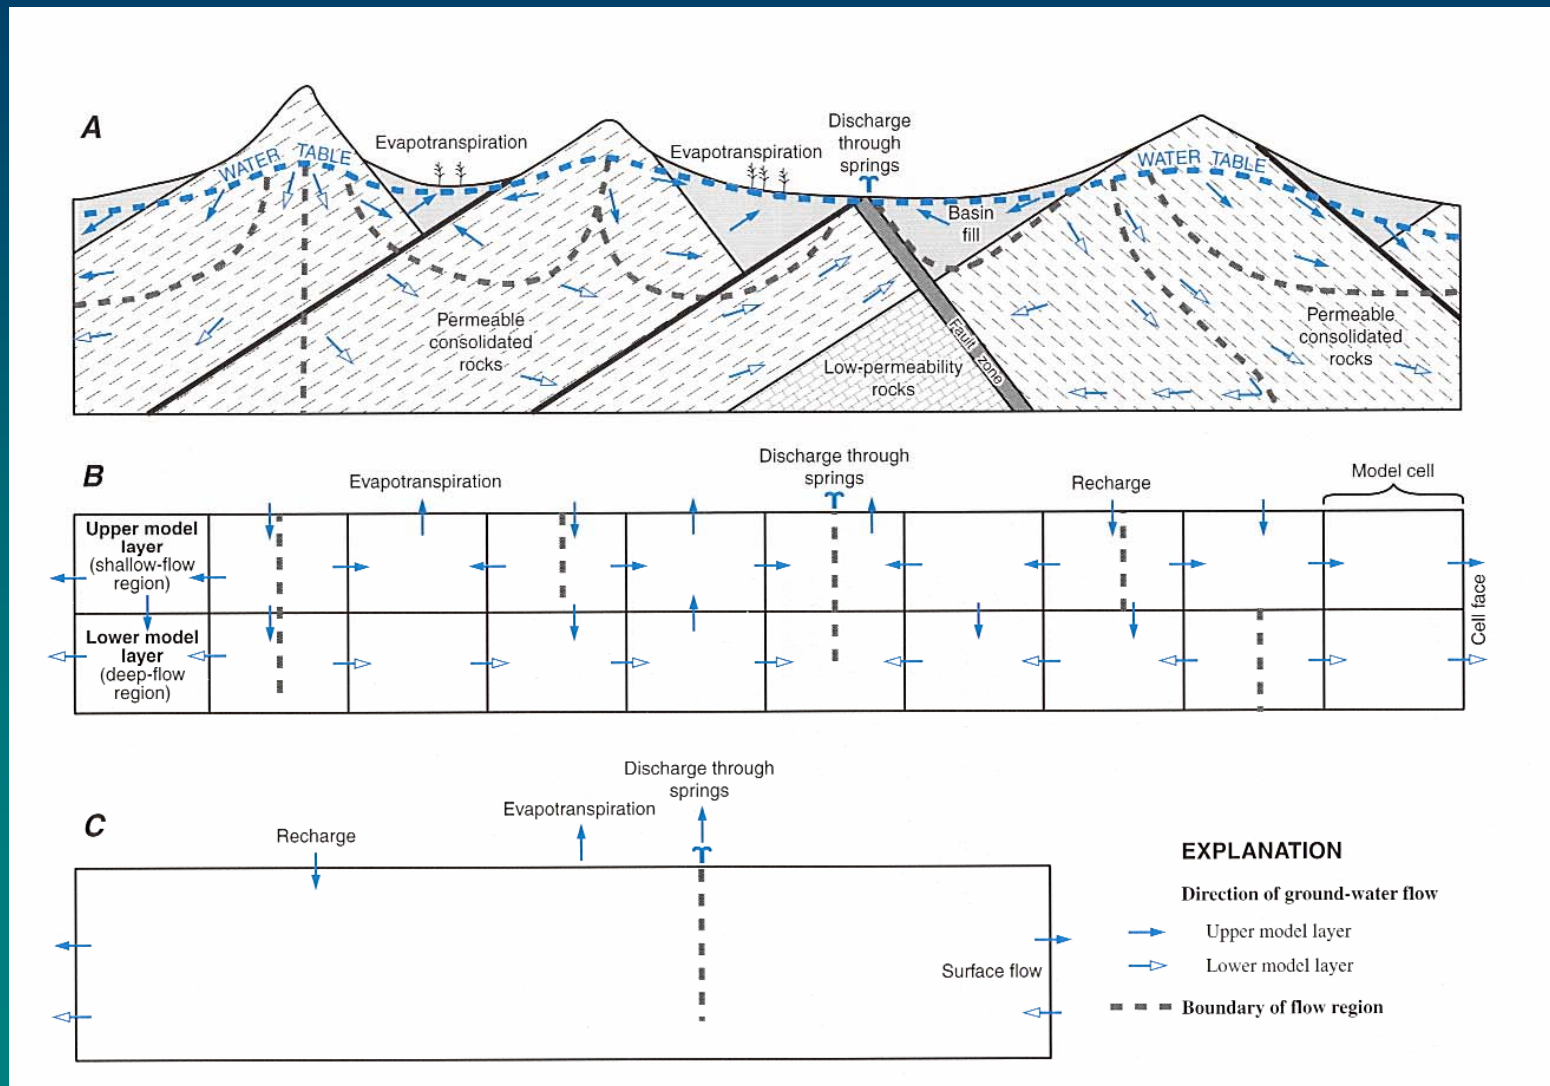 A
WATER TABLE
Evapotranspiration
Evapotranspiration
Discharge
through
springs
WATER TABLE
Basin
fill
Permeable
consolidated
rocks
Low-permeability
rocks
Fault zone
Permeable
consolidated
rocks
B
Evapotranspiration
Discharge through
springs
Recharge
Model cell
Upper model
layer
(shallow-flow
region)
Lower model
layer
(deep-flow
region)
Cell face
C
Recharge
Evapotranspiration
Discharge through
springs
Surface flow
EXPLANATION
Direction of ground-water flow
Upper model layer
Lower model layer
Boundary of flow region